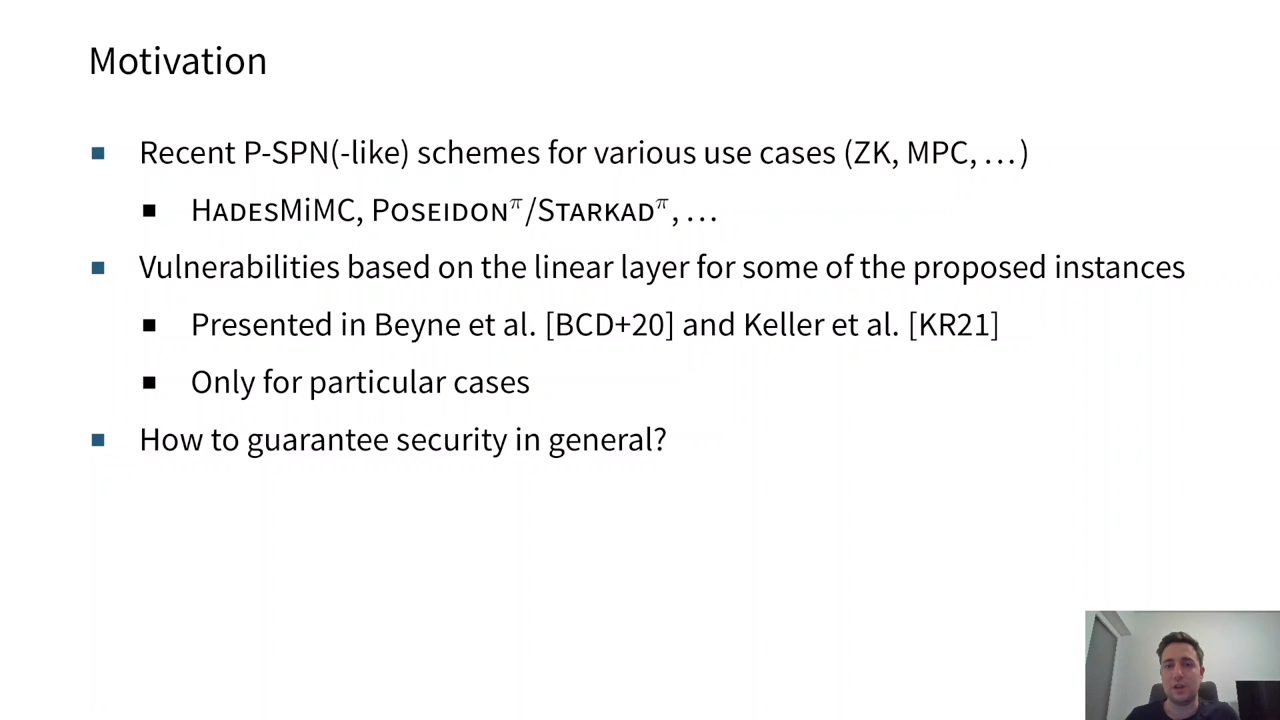 Motivation
Recent P-SPN(-like) schemes for various use cases (ZK, MPC, …)
HadesMiMC, Poseidonπ/Starkadπ, …
Vulnerabilities based on the linear layer for some of the proposed instances
Presented in Beyne et al. [BCD+20] and Keller et al. [KR21]
Only for particular cases
How to guarantee security in general?